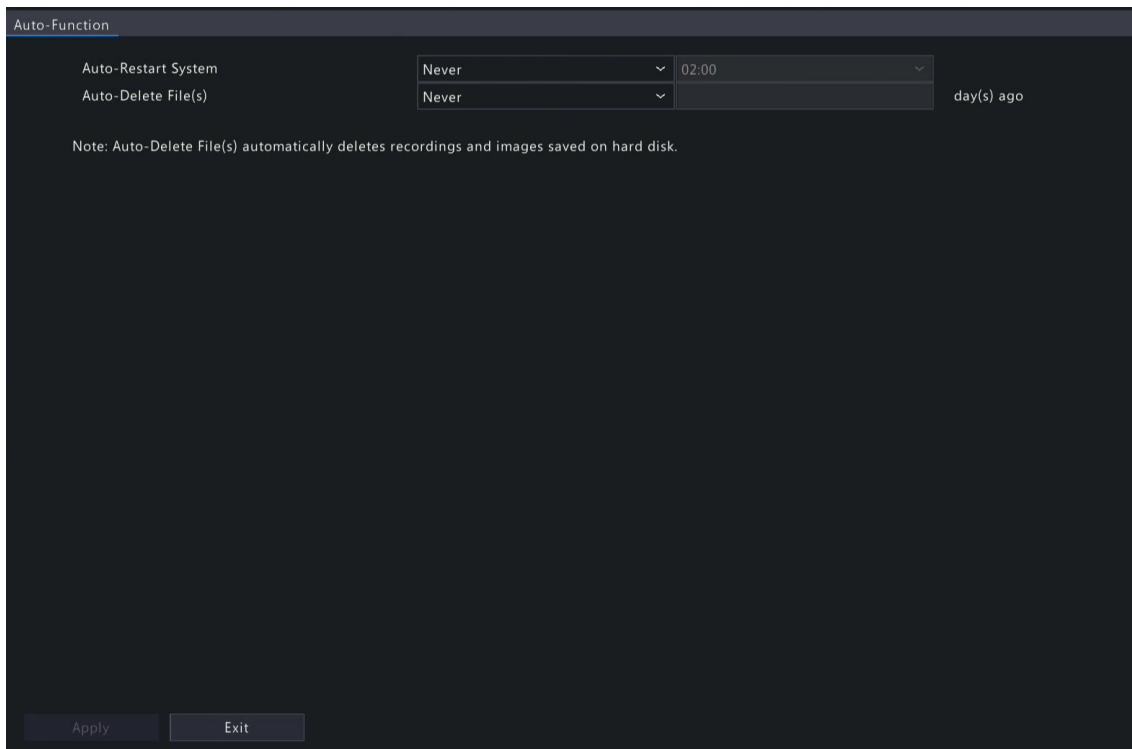 Auto-Function
Auto-Restart System Never 02:00
Auto-Delete File(s) Never day(s) ago
Note: Auto-Delete File(s) automatically deletes recordings and images saved on hard disk.
Apply Exit